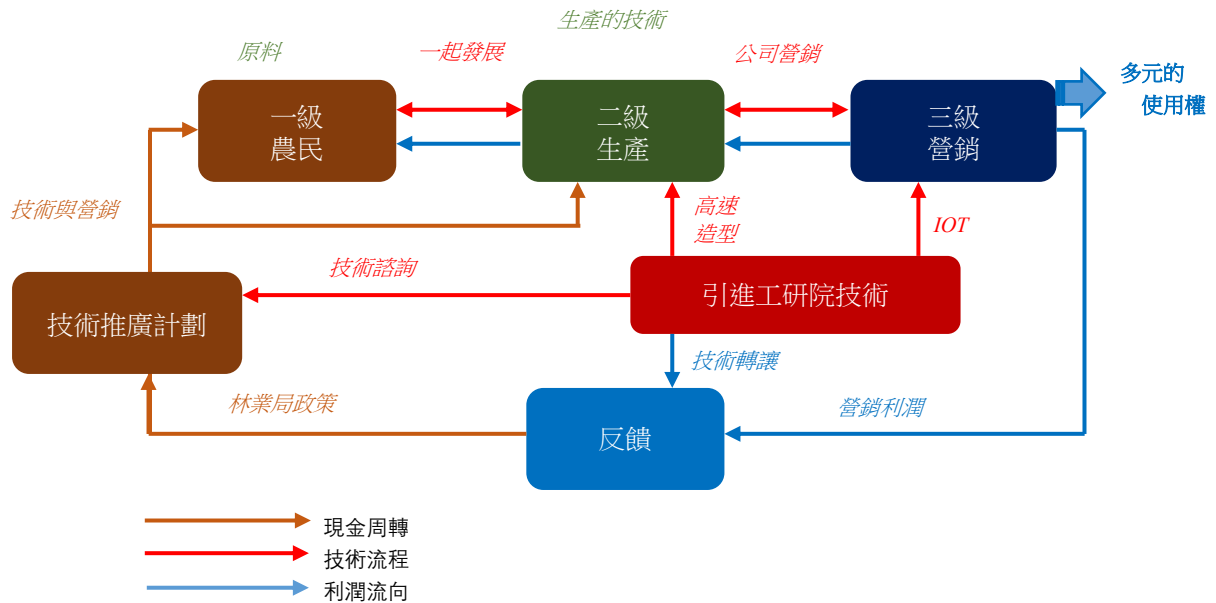 生產的技術
原料
一起發展
公司營銷
一級
農民
二級
生產
三級
營銷
多元的
使用權
技術與營銷
高速
造型
IOT
技術諮詢
引進工研院技術
技術推廣計劃
技術轉讓
林業局政策
反饋
營銷利潤
現金周轉
技術流程
利潤流向